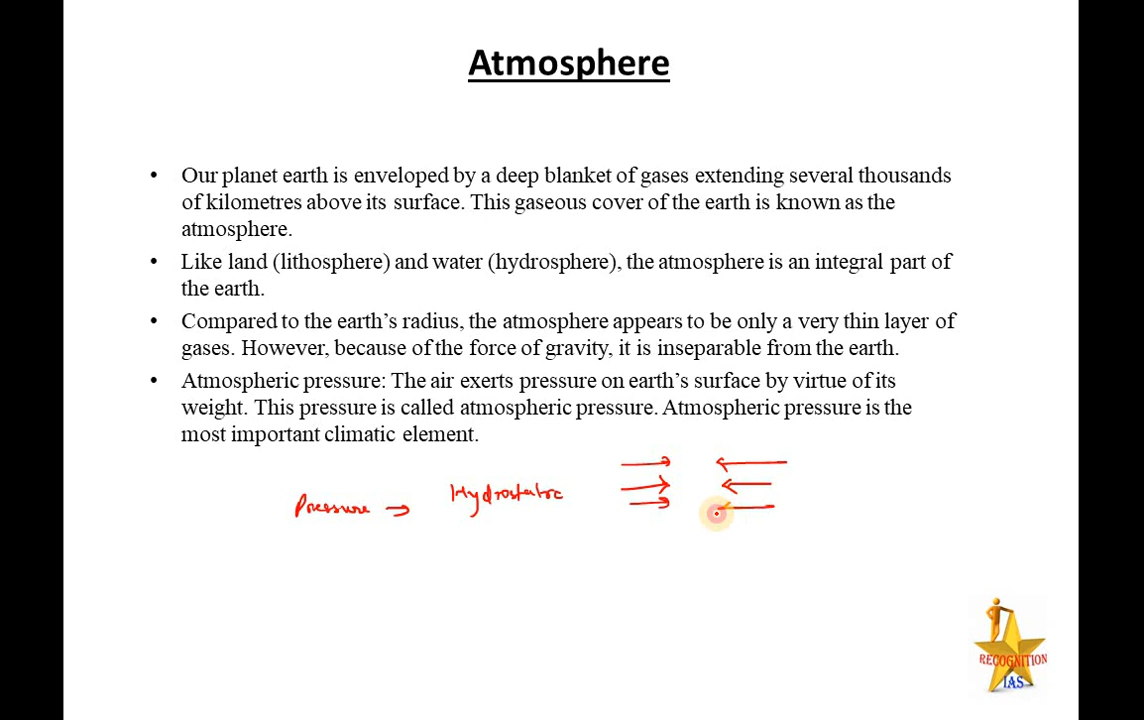 Atmosphere
• Our planet earth is enveloped by a deep blanket of gases extending several thousands
of kilometres above its surface. This gaseous cover of the earth is known as the
atmosphere.
• Like land (lithosphere) and water (hydrosphere), the atmosphere is an integral part of
the earth.
• Compared to the earth's radius, the atmosphere appears to be only a very thin layer of
gases. However, because of the force of gravity, it is inseparable from the earth.
• Atmospheric pressure: The air exerts pressure on earth's surface by virtue of its
weight. This pressure is called atmospheric pressure. Atmospheric pressure is the
most important climatic element.
Pressure → Hydrostatic
RECOGNITION
IAS